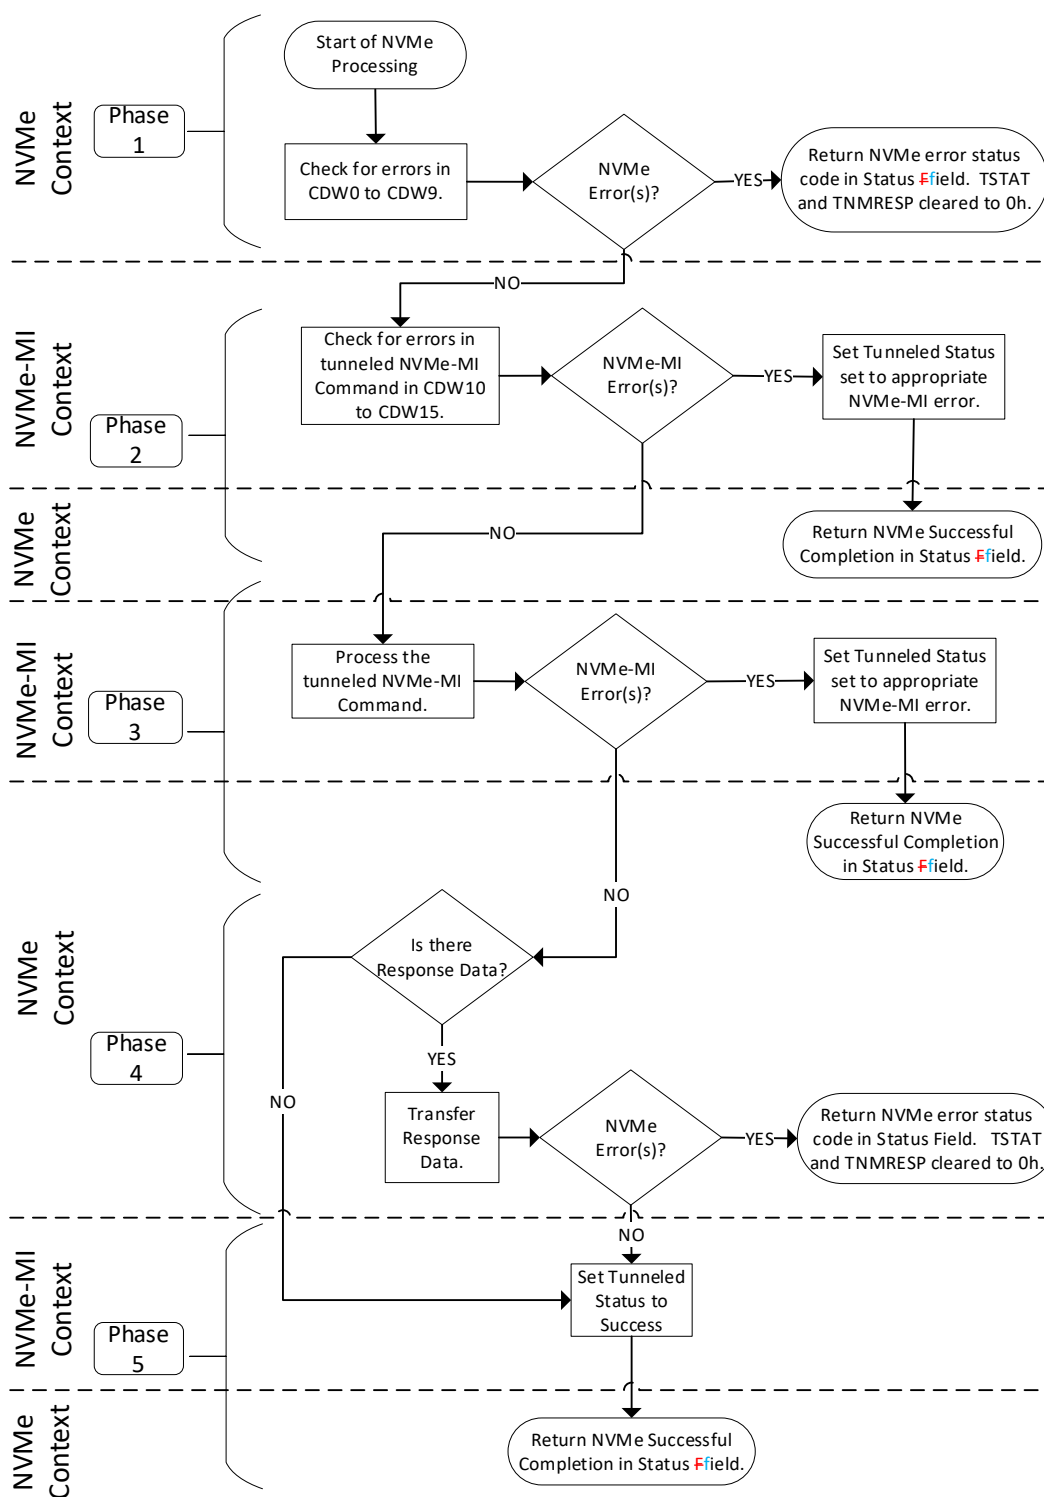 NVMe
Context
Phase
1
Start of NVMe
Processing
Check for errors in
CDW0 to CDW9.
NVMe
Error(s)?
YES
Return NVMe error status
code in Status Ffield. TSTAT
and TNMRESP cleared to 0h.
NO
NVMe-MI
Context
Phase
2
Check for errors in
tunneled NVMe-MI
Command in CDW10
to CDW15.
NVMe-MI
Error(s)?
YES
Set Tunneled Status
set to appropriate
NVMe-MI error.
NVMe
Context
NO
Return NVMe Successful
Completion in Status Ffield.
NVMe-MI
Context
Phase
3
Process the
tunneled NVMe-MI
Command.
NVMe-MI
Error(s)?
YES
Set Tunneled Status
set to appropriate
NVMe-MI error.
Return NVMe
Successful Completion
in Status Ffield.
NO
NVMe
Context
Phase
4
Is there
Response Data?
YES
NO
Transfer
Response
Data.
NVMe
Error(s)?
YES
Return NVMe error status
code in Status Field. TSTAT
and TNMRESP cleared to 0h.
NO
NVMe-MI
Context
Phase
5
Set Tunneled
Status to
Success
NVMe
Context
Return NVMe Successful
Completion in Status Ffield.